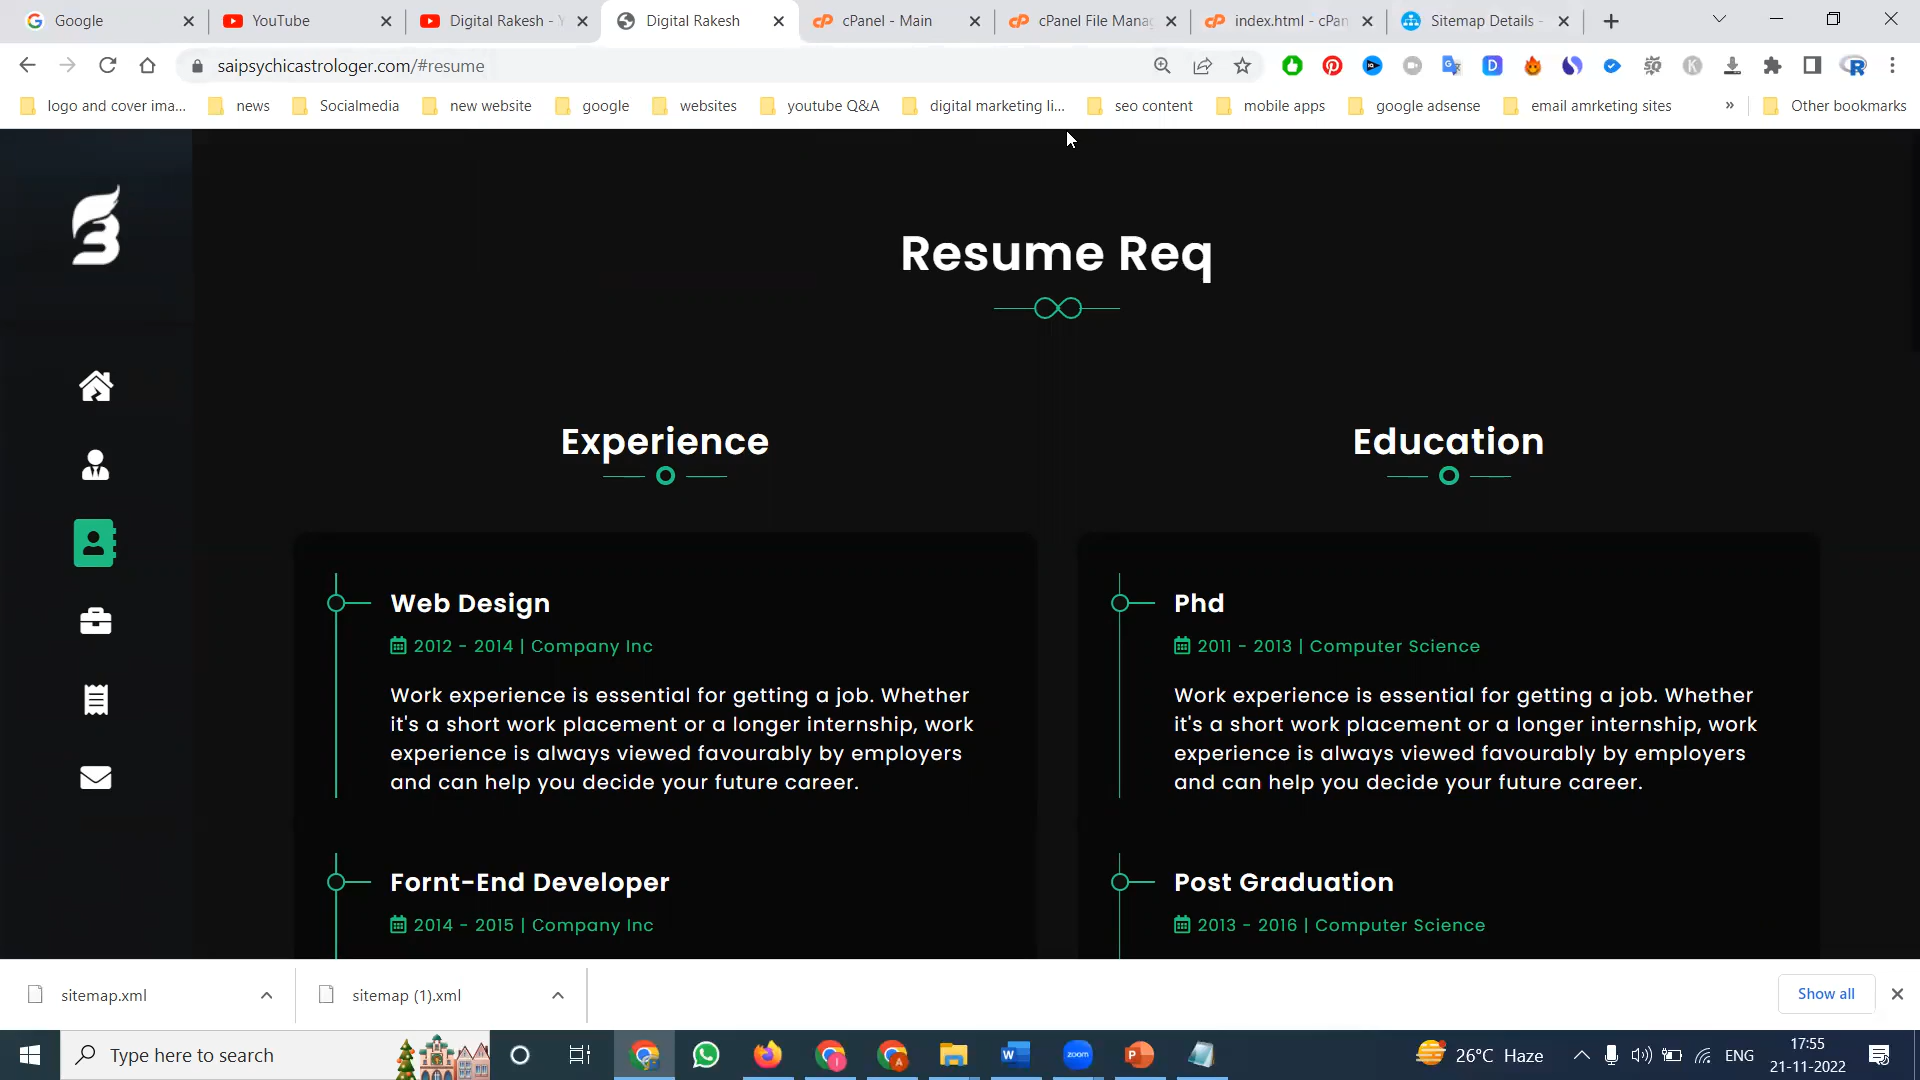 Google
YouTube
Digital Rakesh - Y
Digital Rakesh
cPanel - Main
cPanel File Mana
index.html - cPan
Sitemap Details -
saipsychicastrologer.com/#resume
logo and cover ima...
news
Socialmedia
new website
google
websites
youtube Q&A
digital marketing li...
seo content
mobile apps
google adsense
email amrketing sites
»
Other bookmarks
Resume Req
Experience
Web Design
2012 - 2014 | Company Inc
Work experience is essential for getting a job. Whether
it's a short work placement or a longer internship, work
experience is always viewed favourably by employers
and can help you decide your future career.
Fornt-End Developer
2014 - 2015 | Company Inc
Education
Phd
2011 - 2013 | Computer Science
Work experience is essential for getting a job. Whether
it's a short work placement or a longer internship, work
experience is always viewed favourably by employers
and can help you decide your future career.
Post Graduation
2013 - 2016 | Computer Science
sitemap.xml
sitemap (1).xml
Show all
Type here to search
zoom
26°C Haze
ENG
17:55
21-11-2022